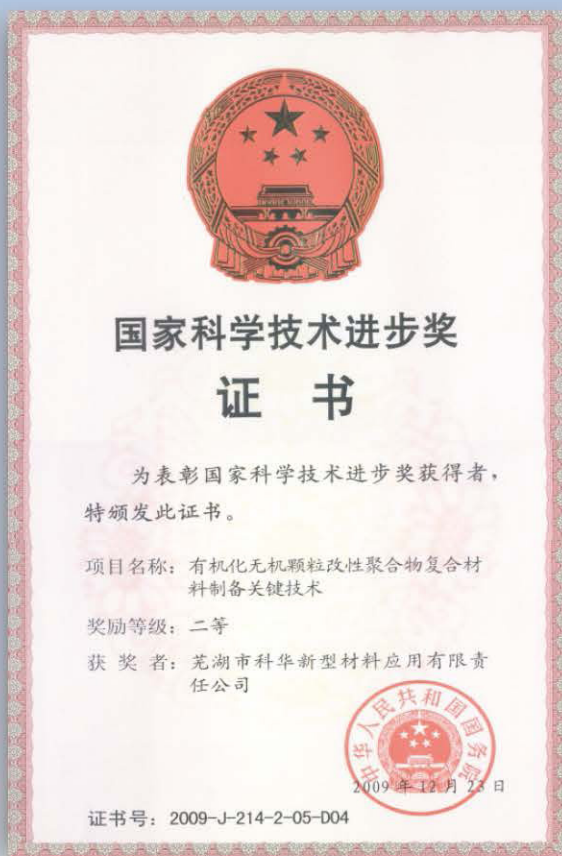 国家科学技术进步奖
证 书
为表彰国家科学技术进步奖获得者，
特颁发此证书。
项目名称：有机化无机颗粒改性聚合物复合材
料制备关键技术
奖励等级：二等
获 奖 者：芜湖市科华新型材料应用有限责
任公司
中华人民共和国国务院
2009年12月23日
证书号：2009-J-214-2-05-D04